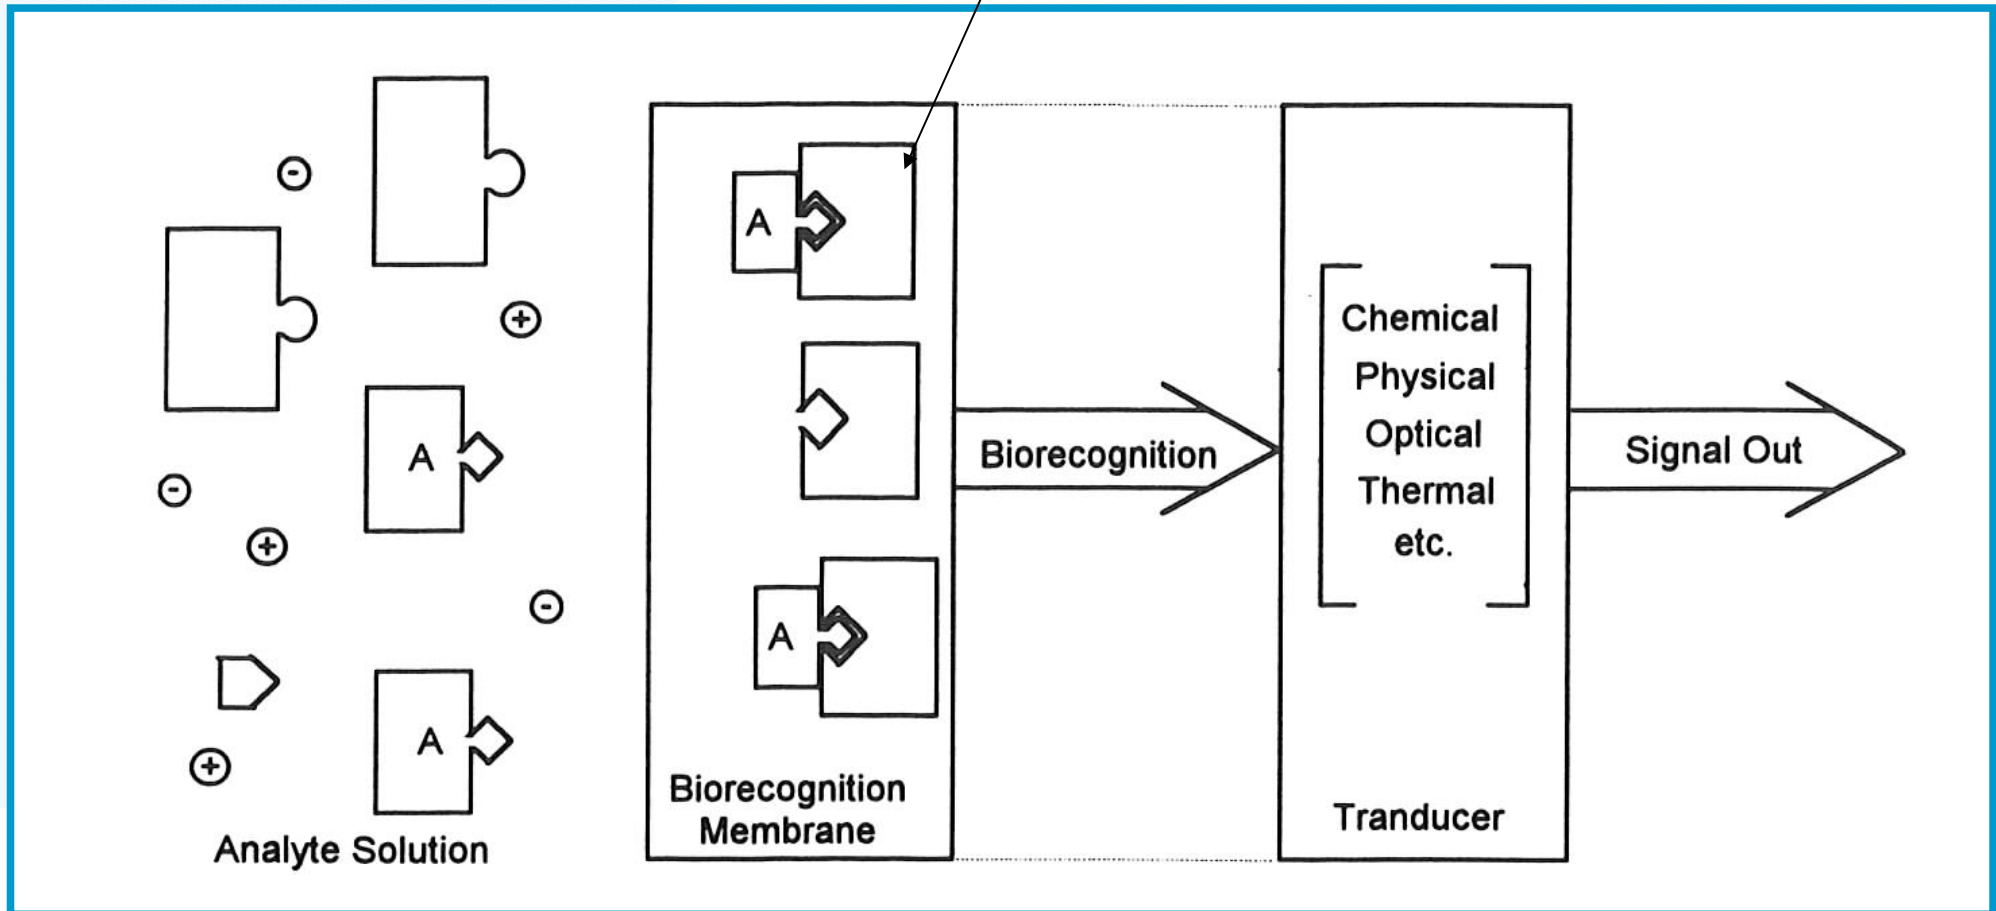 ⊖
⊕
A
⊖
⊕
⊖
A
⊕
Analyte Solution
A
A
Biorecognition
Membrane
Biorecognition
Chemical
Physical
Optical
Thermal
etc.
Tranducer
Signal Out